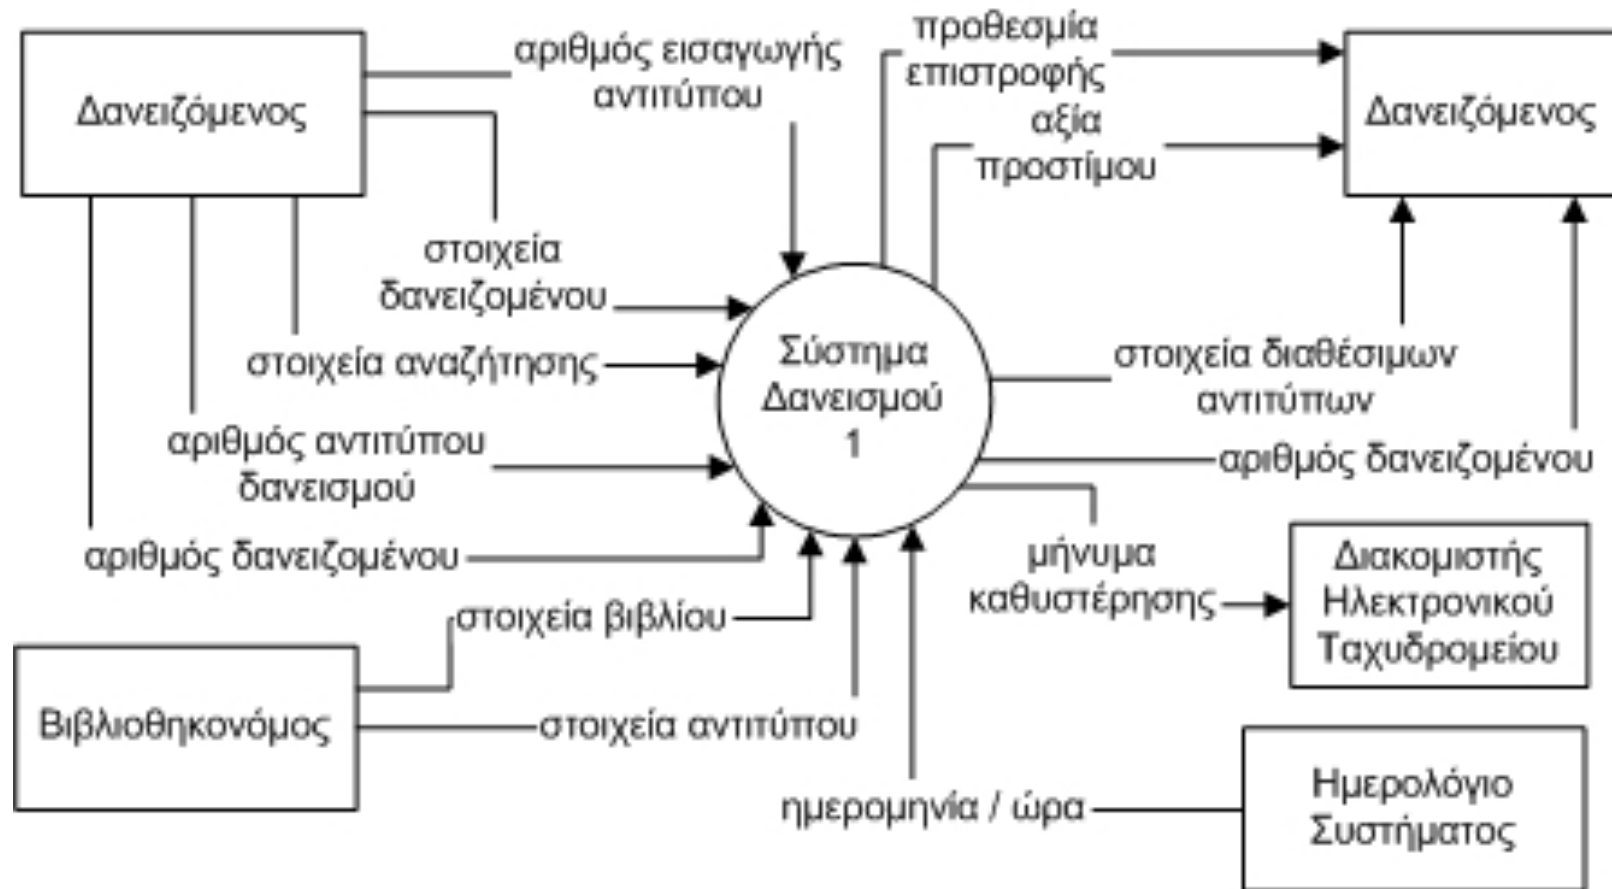 Δανειζόμενος
αριθμός εισαγωγής
αντιτύπου
προθεσμία
επιστροφής
αξία
προστίμου
Δανειζόμενος
στοιχεία
δανειζομένου
στοιχεία αναζήτησης
Σύστημα
Δανεισμού
1
στοιχεία διαθέσιμων
αντιτύπων
αριθμός αντιτύπου
δανεισμού
αριθμός δανειζομένου
αριθμός δανειζομένου
μήνυμα
καθυστέρησης
Διακομιστής
Ηλεκτρονικού
Ταχυδρομείου
στοιχεία βιβλίου
Βιβλιοθηκονόμος
στοιχεία αντιτύπου
ημερομηνία / ώρα
Ημερολόγιο
Συστήματος